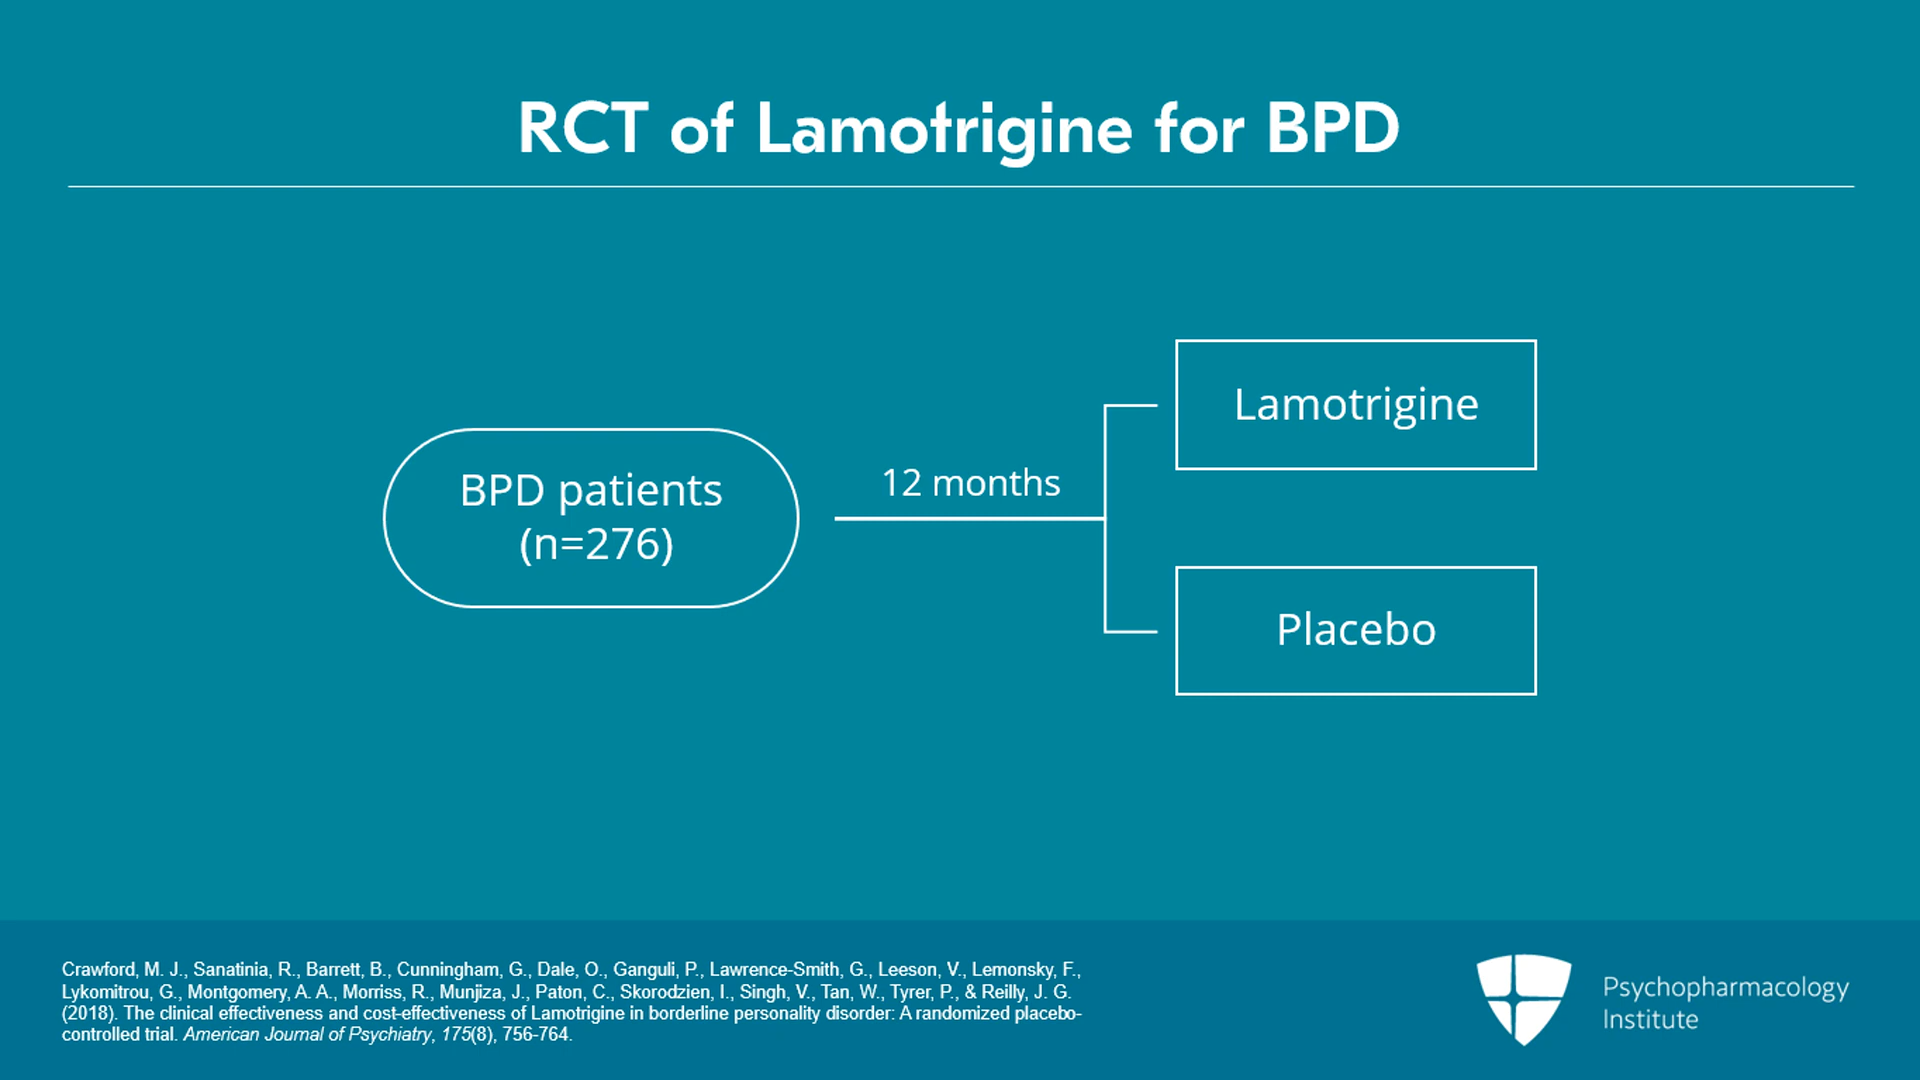 RCT of Lamotrigine for BPD
BPD patients
(n=276)
12 months
Lamotrigine
Placebo
Crawford, M. J., Sanatinia, R., Barrett, B., Cunningham, G., Dale, O., Ganguli, P., Lawrence-Smith, G., Leeson, V., Lemonsky, F.,
Lykomitrou, G., Montgomery, A. A., Morriss, R., Munjiza, J., Paton, C., Skorodzien, I., Singh, V., Tan, W., Tyrer, P., & Reilly, J. G.
(2018). The clinical effectiveness and cost-effectiveness of Lamotrigine in borderline personality disorder: A randomized placebo-
controlled trial. American Journal of Psychiatry, 175(8), 756-764.
Psychopharmacology
Institute